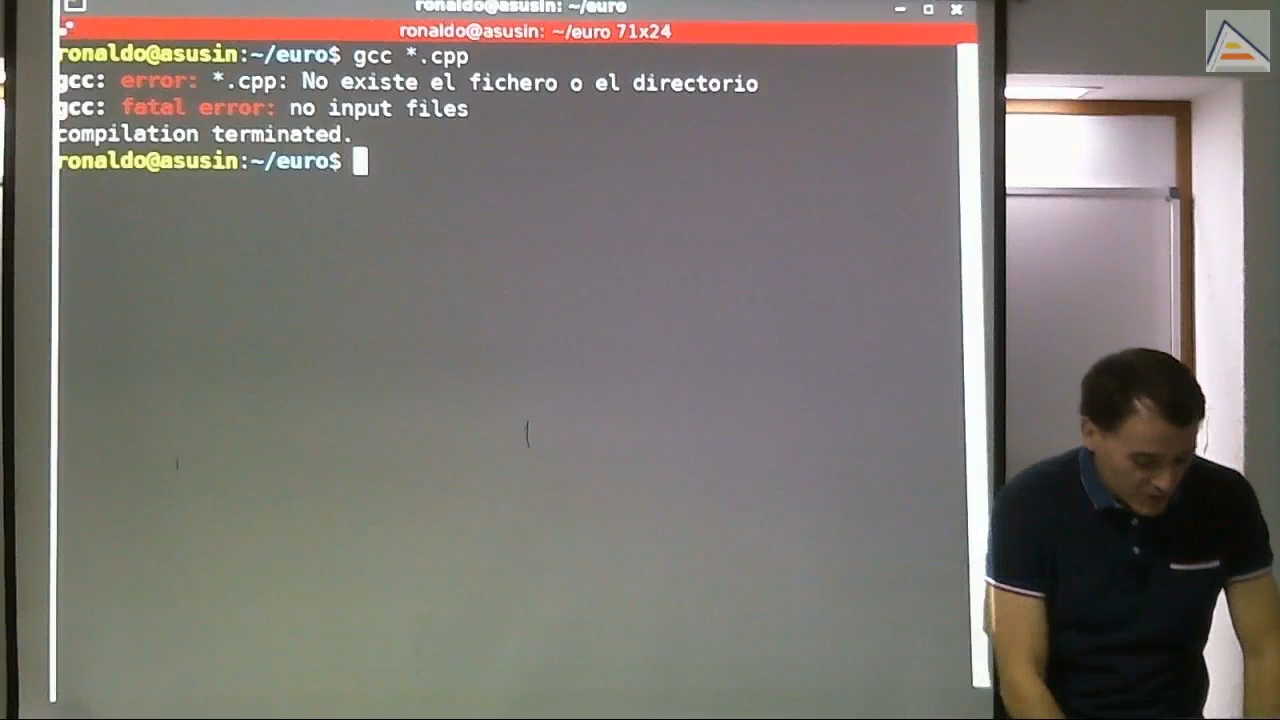 ronaldo@asusin: ~/euro
ronaldo@asusin: ~/euro 71x24
ronaldo@asusin:~/euro$ gcc *.cpp
gcc: error: *.cpp: No existe el fichero o el directorio
gcc: fatal error: no input files
compilation terminated.
ronaldo@asusin:~/euro$